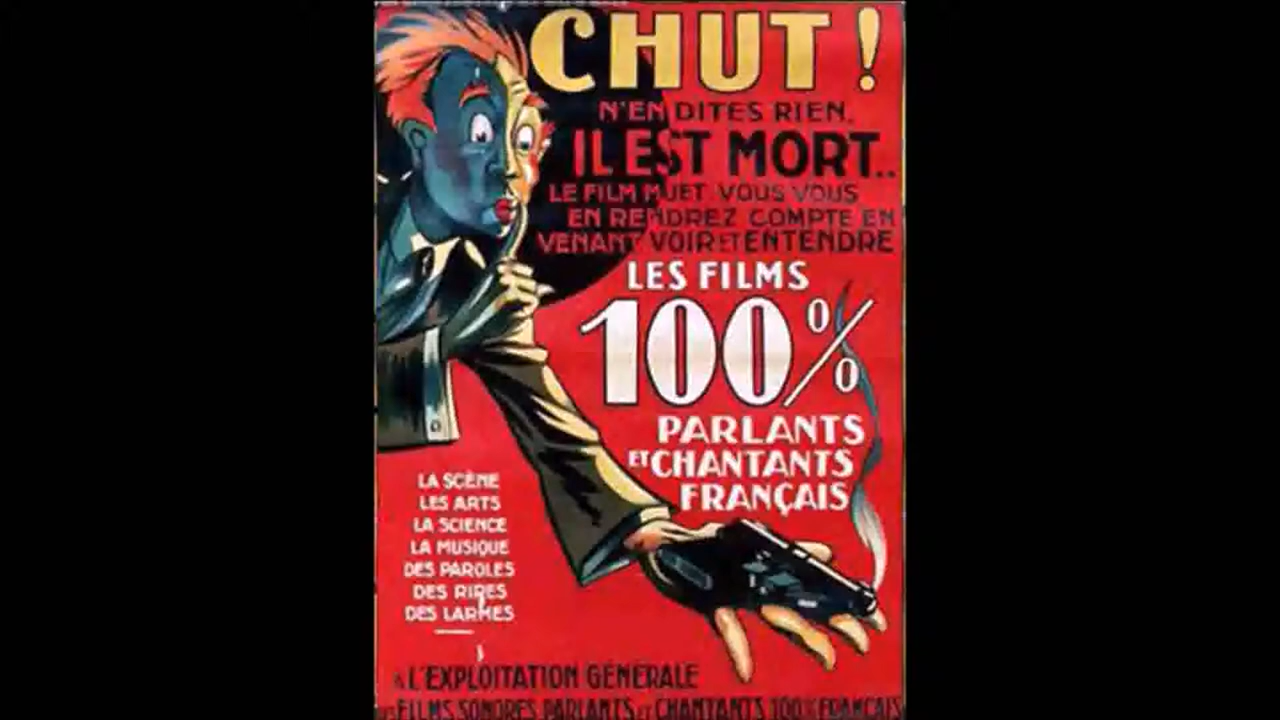 CHUT !
N'EN DITES RIEN.
IL EST MORT..
LE FILM MUET VOUS VOUS
EN RENDREZ COMPTE EN
VENANT VOIR ET ENTENDRE
LES FILMS
100%
PARLANTS
ET CHANTANTS
FRANÇAIS
LA SCÈNE
LES ARTS
LA SCIENCE
LA MUSIQUE
DES PAROLES
DES RIRES
DES LARMES
A L'EXPLOITATION GÉNÉRALE
DES FILMS SONORES PARLANTS ET CHANTANTS 100% FRANÇAIS